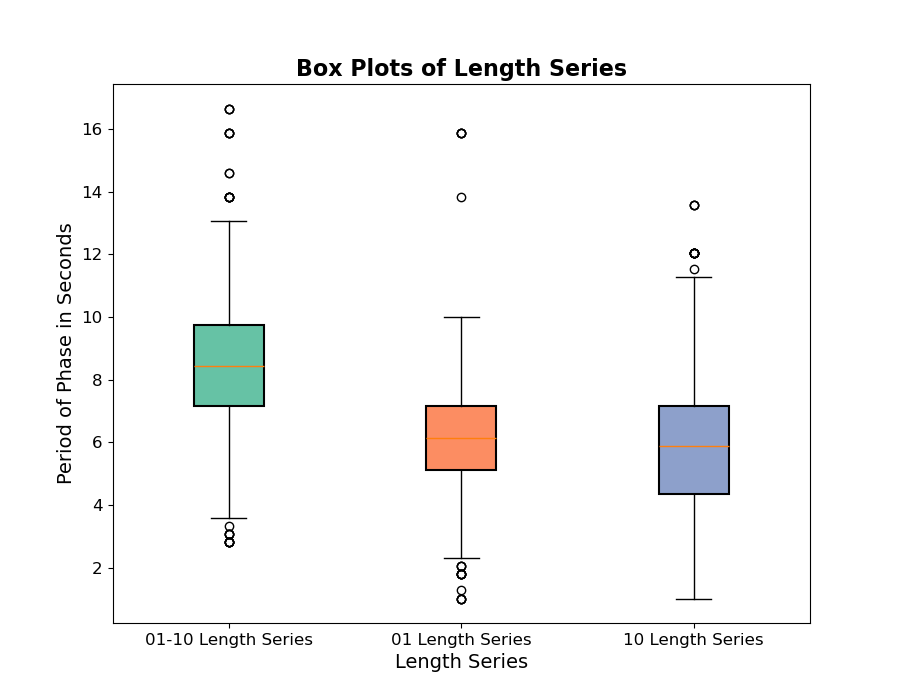 Box Plots of Length Series
Period of Phase in Seconds
16
14
12
10
8
6
4
2
01-10 Length Series
01 Length Series
10 Length Series
Length Series